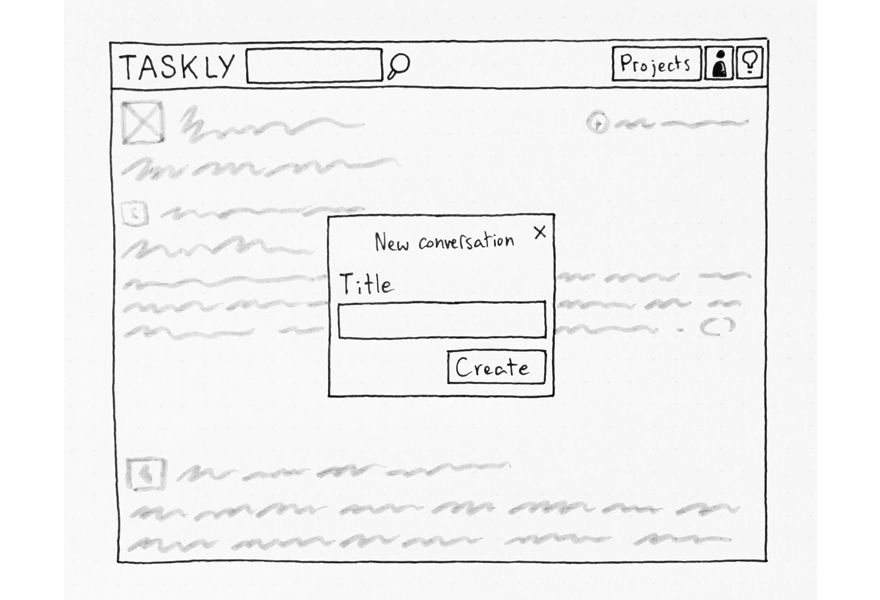 TASKLY
Projects
New conversation
X
Title
Create